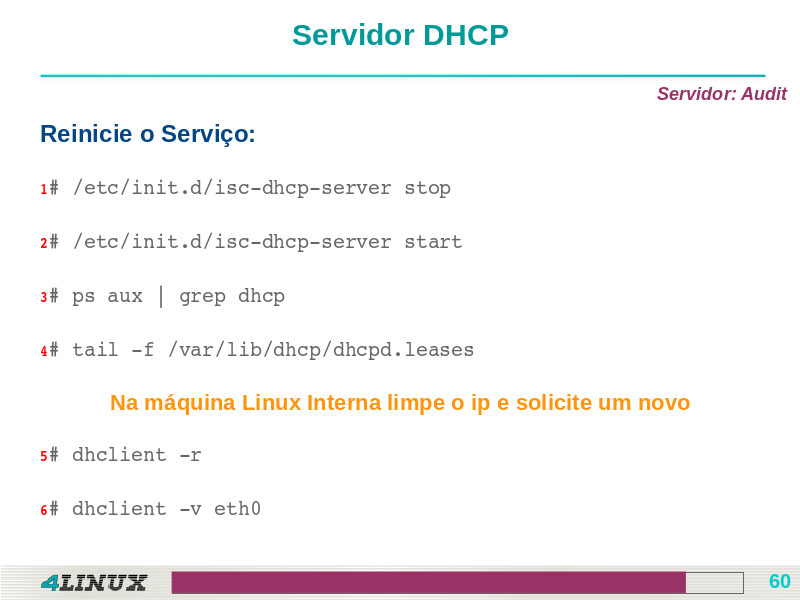 Servidor DHCP
Servidor: Audit
Reinicie o Serviço:
1# /etc/init.d/isc-dhcp-server stop
2# /etc/init.d/isc-dhcp-server start
3# ps aux | grep dhcp
4# tail -f /var/lib/dhcp/dhcpd.leases
Na máquina Linux Interna limpe o ip e solicite um novo
5# dhclient -r
6# dhclient -v eth0
4LINUX
60